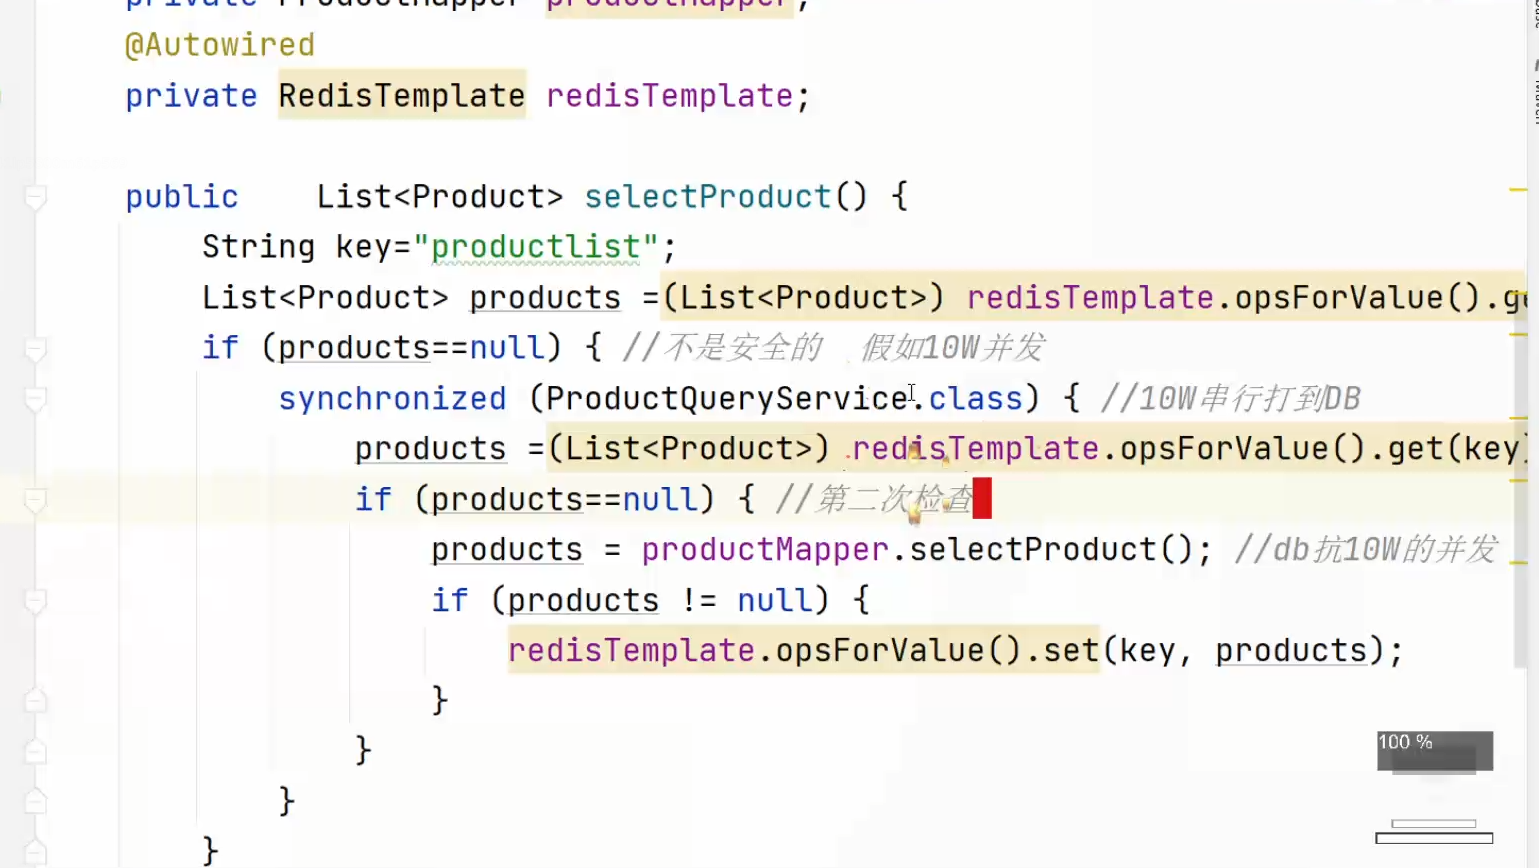 private ProductMapper productMapper;
@Autowired
private RedisTemplate redisTemplate;
public List<Product> selectProduct() {
String key="productlist";
List<Product> products =(List<Product>) redisTemplate.opsForValue().ge
if (products==null) { //不是安全的 假如10W并发
synchronized (ProductQueryService.class) { //10W串行打到DB
products =(List<Product>) redisTemplate.opsForValue().get(key)
if (products==null) { //第二次检查
products = productMapper.selectProduct(); //db抗10W的并发
if (products != null) {
redisTemplate.opsForValue().set(key, products);
}
}
}
}
100 %